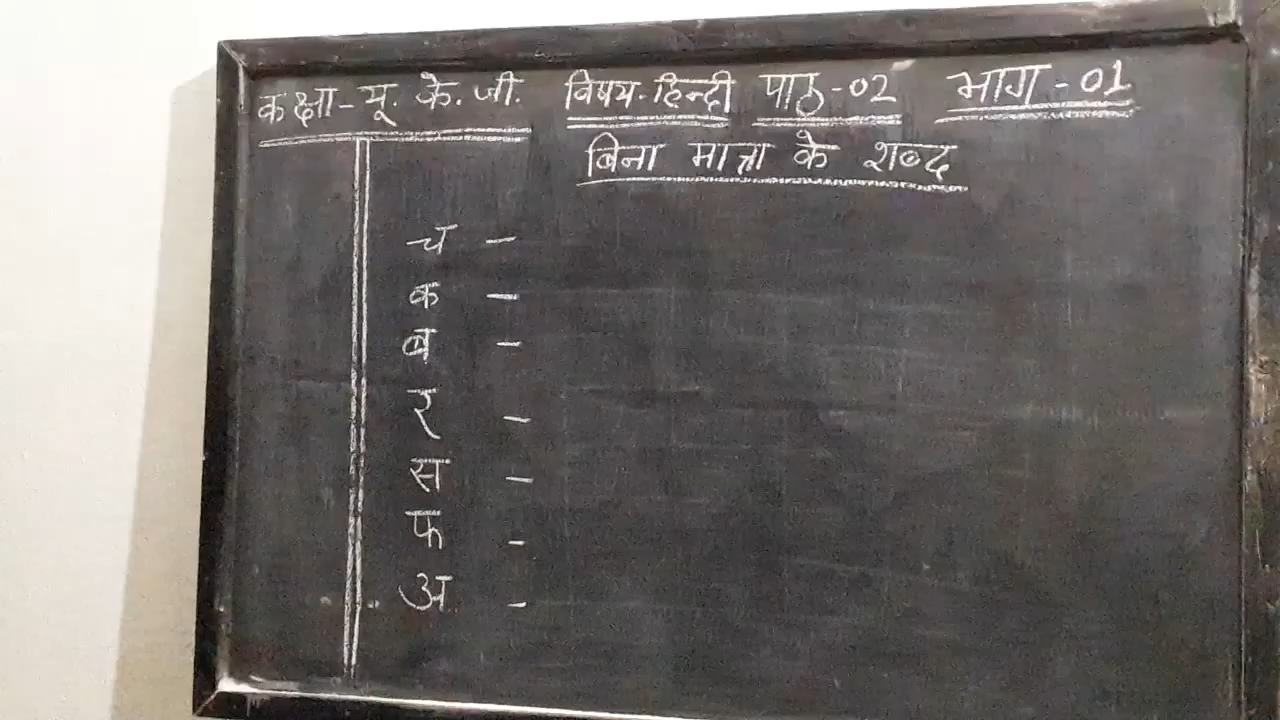 कक्षा-यू. के. जी. विषय-हिन्दी पाठ-02 भाग-01
बिना मात्रा के शब्द
च -
क -
ब -
र -
स -
फ -
अ -